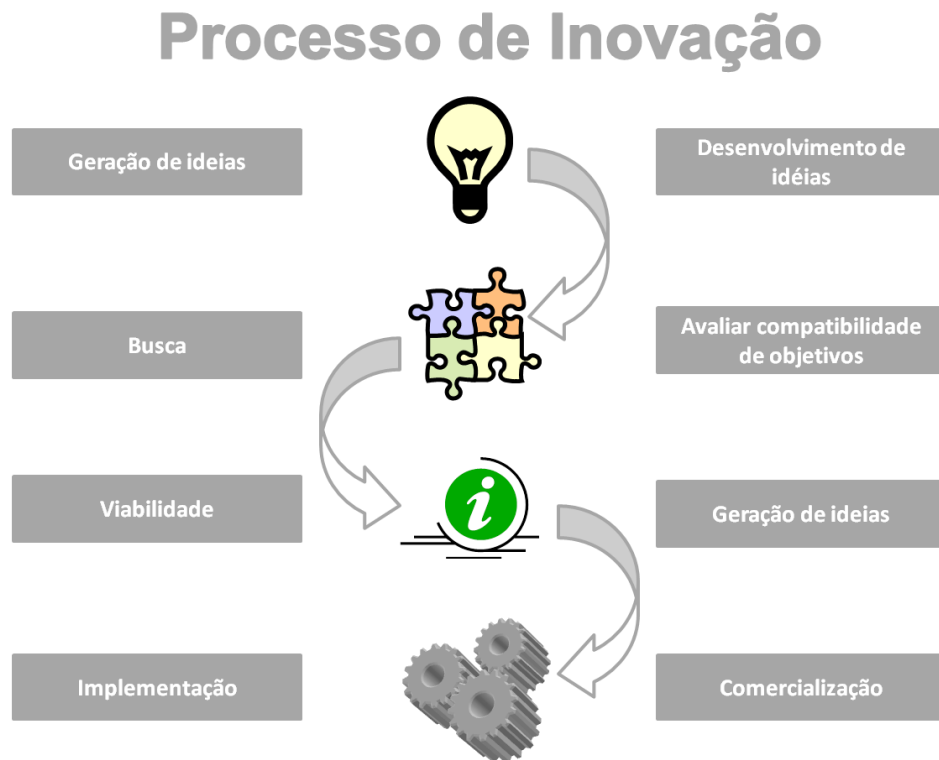 Processo de Inovação
Geração de ideias
Desenvolvimento de
idéias
Busca
Avaliar compatibilidade
de objetivos
Viabilidade
i
Geração de ideias
Implementação
Comercialização